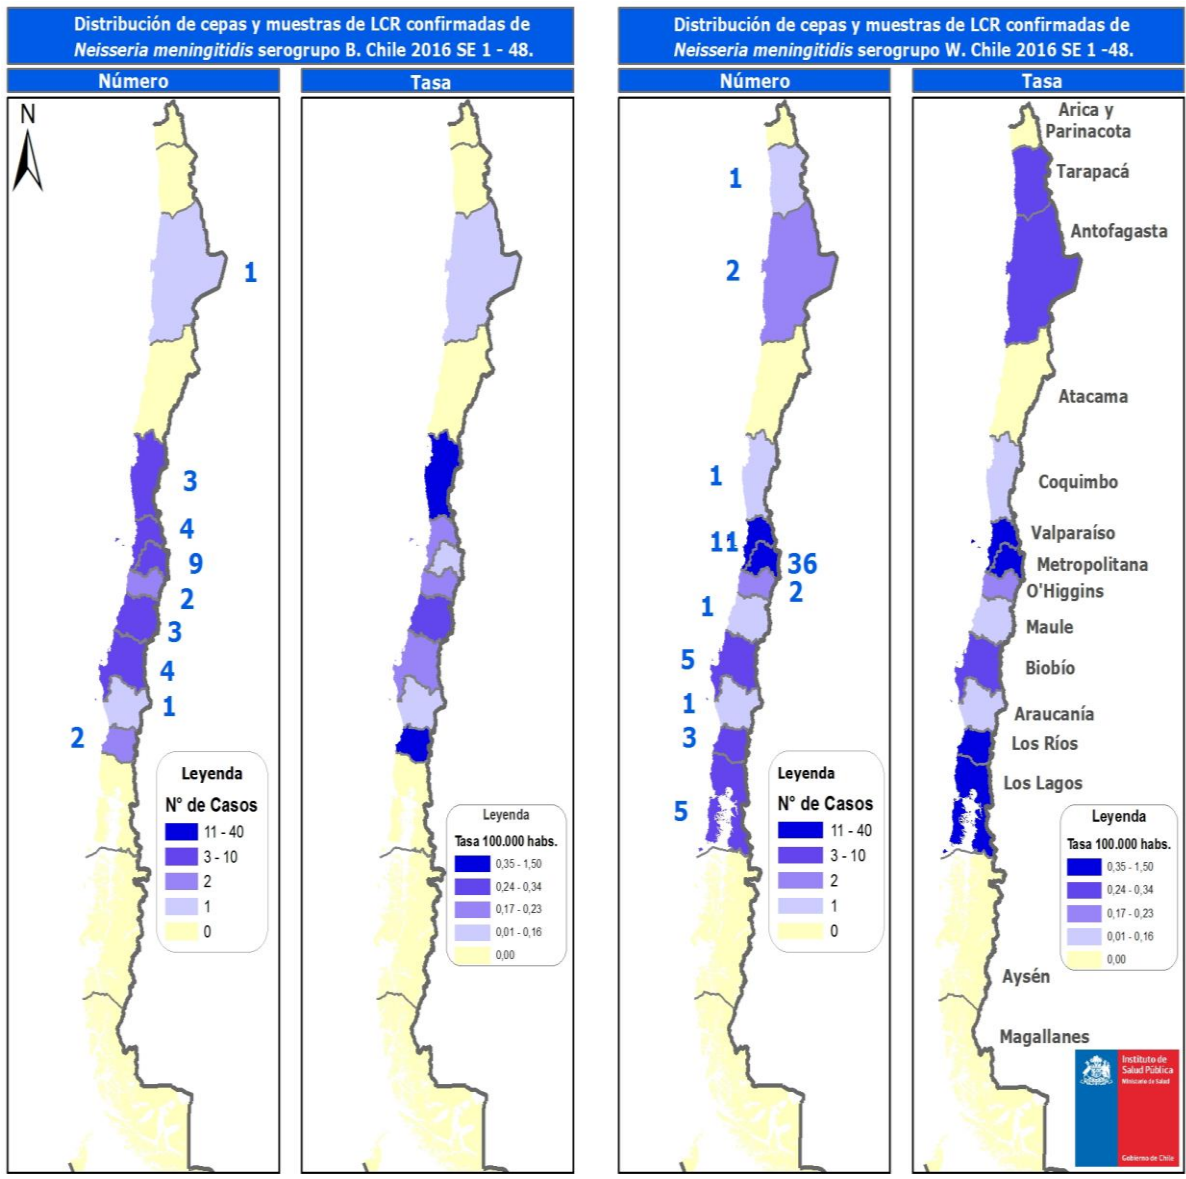 Distribución de cepas y muestras de LCR confirmadas de
Neisseria meningitidis serogrupo B. Chile 2016 SE 1 - 48.
Número
Tasa
N
1
3
4
9
2
3
4
1
2
Leyenda
N° de Casos
11 - 40
3 - 10
2
1
0
Leyenda
Tasa 100.000 habs.
0,35 - 1,50
0,24 - 0,34
0,17 - 0,23
0,01 - 0,16
0,00
Distribución de cepas y muestras de LCR confirmadas de
Neisseria meningitidis serogrupo W. Chile 2016 SE 1 -48.
Número
Tasa
1
2
1
11
36
2
1
5
1
3
5
Leyenda
N° de Casos
11 - 40
3 - 10
2
1
0
Arica y
Parinacota
Tarapacá
Antofagasta
Atacama
Coquimbo
Valparaíso
Metropolitana
O'Higgins
Maule
Biobío
Araucanía
Los Ríos
Los Lagos
Leyenda
Tasa 100.000 habs.
0,35 - 1,50
0,24 - 0,34
0,17 - 0,23
0,01 - 0,16
0,00
Aysén
Magallanes
Instituto de
Salud Pública
Ministerio de Salud
Gobierno de Chile